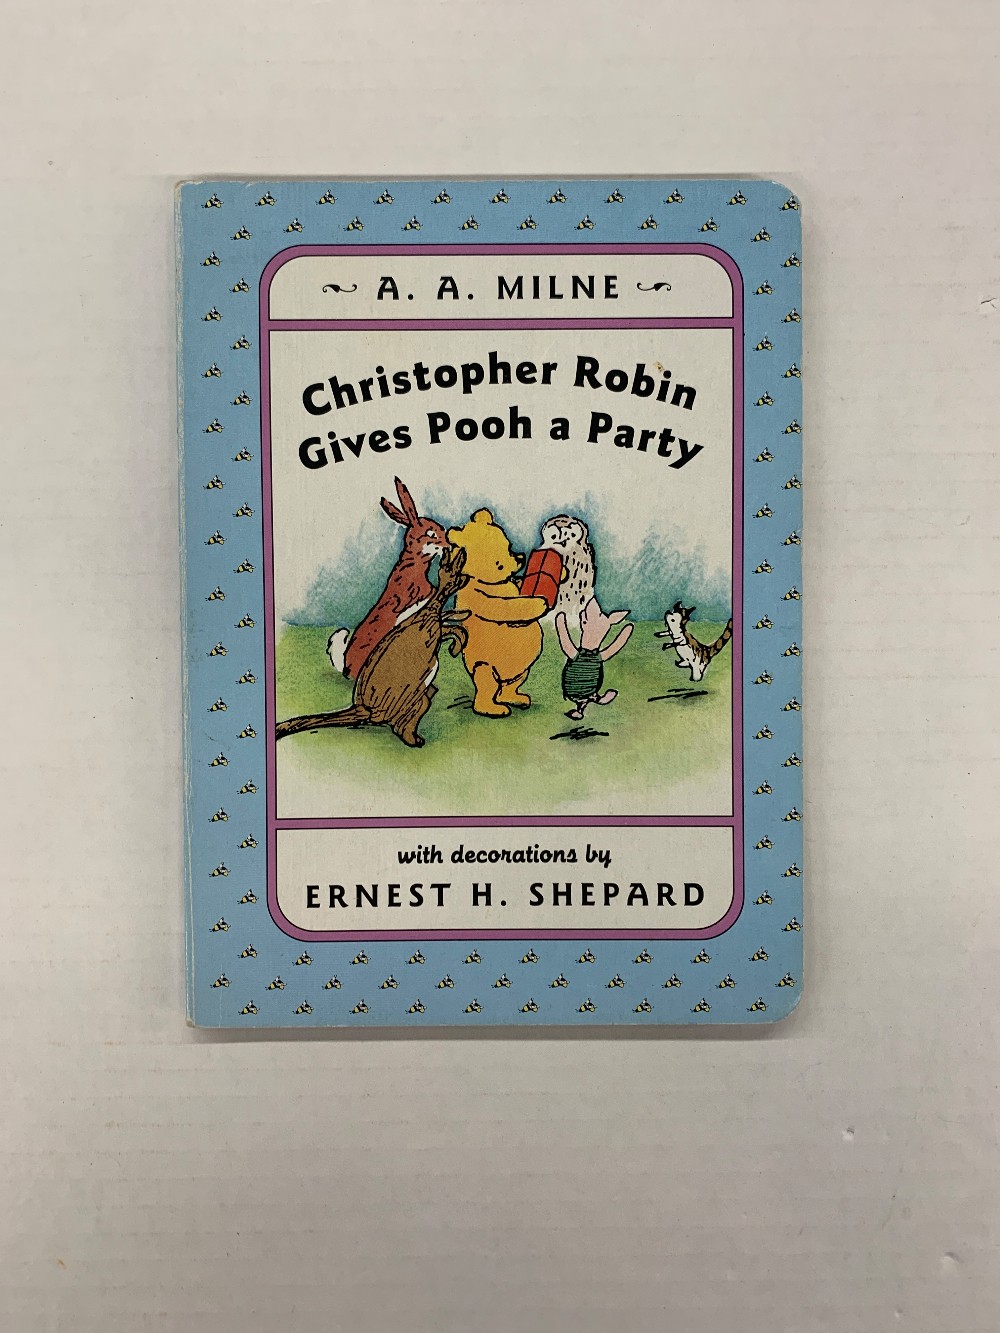 A. A. MILNE
Christopher Robin
Gives Pooh a Party
with decorations by
ERNEST H. SHEPARD